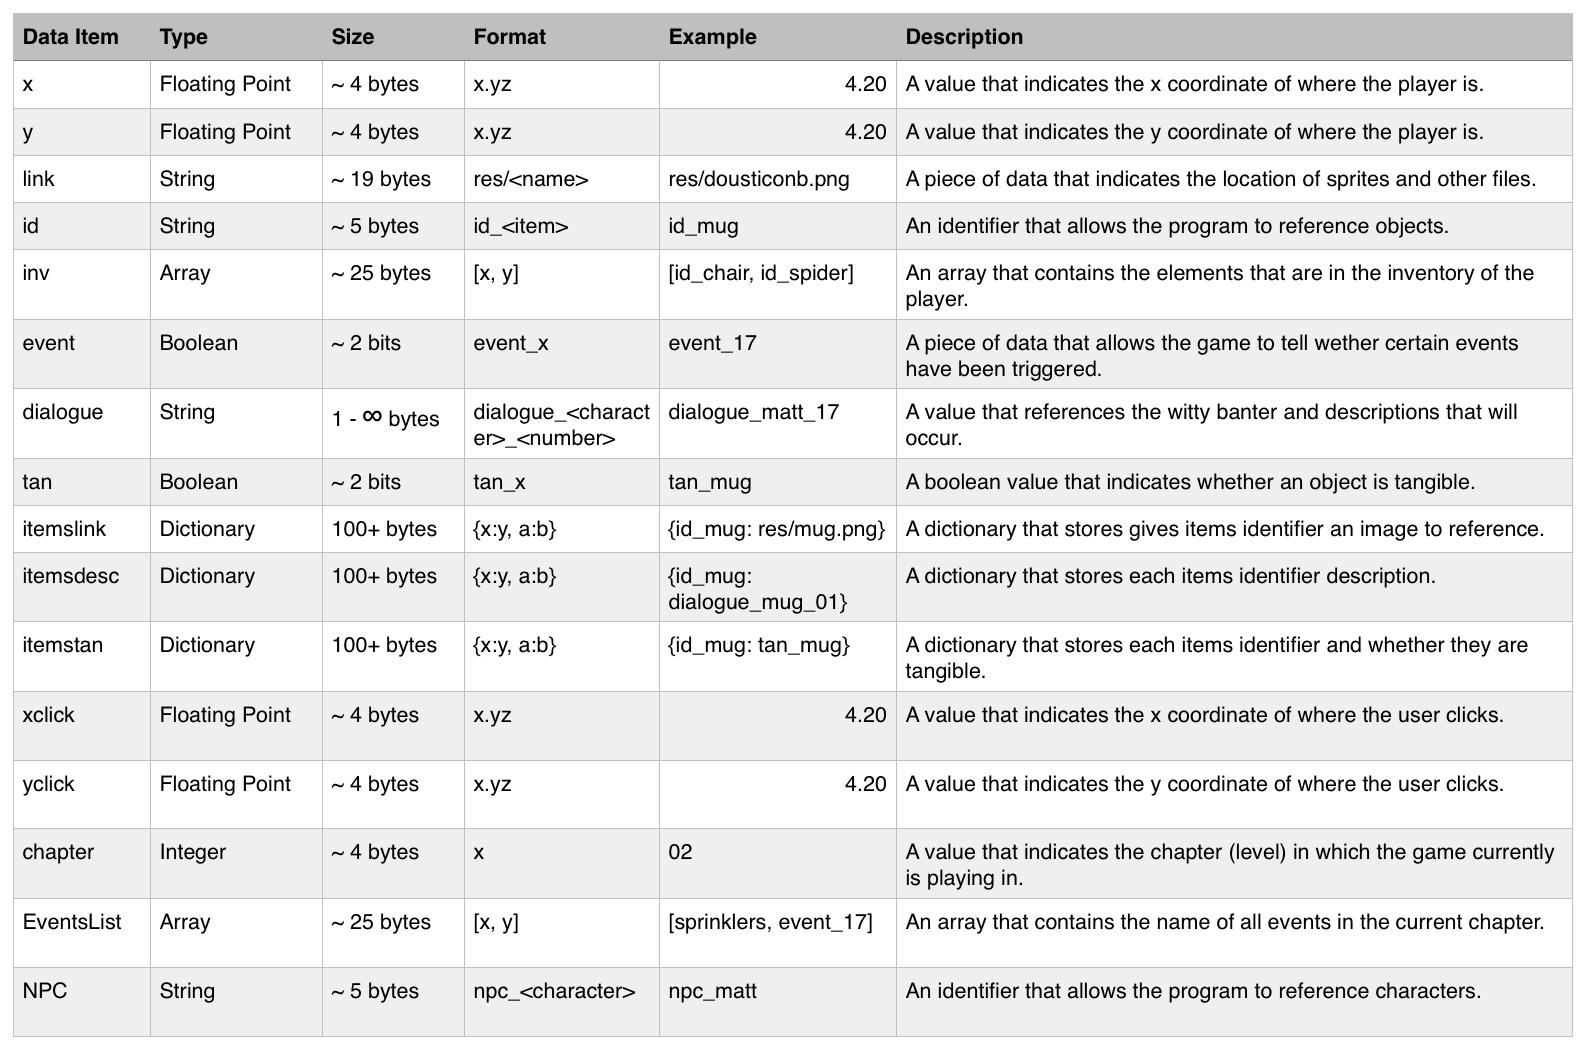 Data Item Type Size Format Example Description
x Floating Point ~ 4 bytes x.yz 4.20 A value that indicates the x coordinate of where the player is.
y Floating Point ~ 4 bytes x.yz 4.20 A value that indicates the y coordinate of where the player is.
link String ~ 19 bytes res/<name> res/dousticonb.png A piece of data that indicates the location of sprites and other files.
id String ~ 5 bytes id_<item> id_mug An identifier that allows the program to reference objects.
inv Array ~ 25 bytes [x, y] [id_chair, id_spider] An array that contains the elements that are in the inventory of the
player.
event Boolean ~ 2 bits event_x event_17 A piece of data that allows the game to tell wether certain events
have been triggered.
dialogue String 1 - ∞ bytes dialogue_<charact dialogue_matt_17 A value that references the witty banter and descriptions that will
er>_<number> occur.
tan Boolean ~ 2 bits tan_x tan_mug A boolean value that indicates whether an object is tangible.
itemslink Dictionary 100+ bytes {x:y, a:b} {id_mug: res/mug.png} A dictionary that stores gives items identifier an image to reference.
itemsdesc Dictionary 100+ bytes {x:y, a:b} {id_mug: A dictionary that stores each items identifier description.
dialogue_mug_01}
itemstan Dictionary 100+ bytes {x:y, a:b} {id_mug: tan_mug} A dictionary that stores each items identifier and whether they are
tangible.
xclick Floating Point ~ 4 bytes x.yz 4.20 A value that indicates the x coordinate of where the user clicks.
yclick Floating Point ~ 4 bytes x.yz 4.20 A value that indicates the y coordinate of where the user clicks.
chapter Integer ~ 4 bytes x 02 A value that indicates the chapter (level) in which the game currently
is playing in.
EventsList Array ~ 25 bytes [x, y] [sprinklers, event_17] An array that contains the name of all events in the current chapter.
NPC String ~ 5 bytes npc_<character> npc_matt An identifier that allows the program to reference characters.